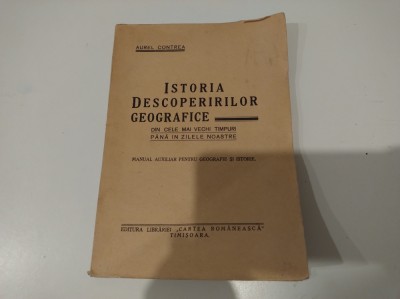 AUREL CONTREA
ISTORIA
DESCOPERIRILOR
GEOGRAFICE
DIN CELE MAI VECHI TIMPURI
PÂNĂ IN ZILELE NOASTRE
MANUAL AUXILIAR PENTRU GEOGRAFIE ȘI ISTORIE.
EDITURA LIBRĂRIEI „CARTEA ROMÂNEASCĂ"
TIMIȘOARA.